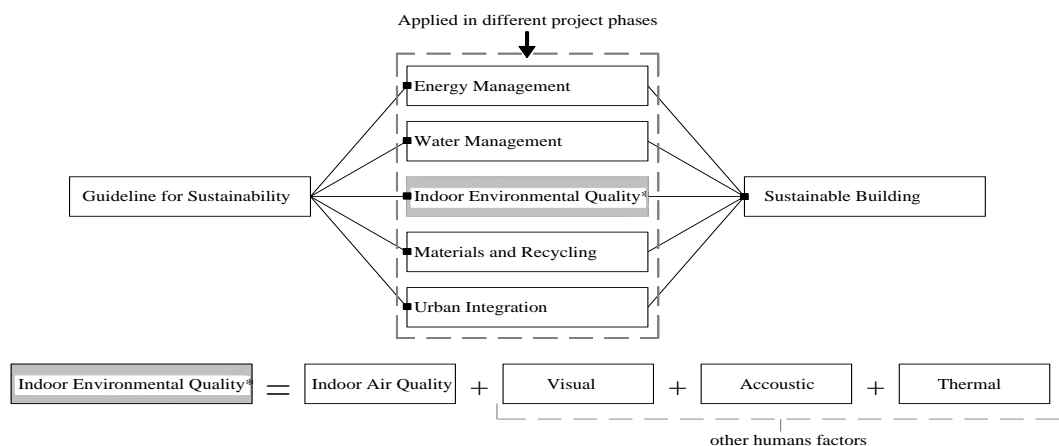 Applied in different project phases
Energy Management
Water Management
Guideline for Sustainability
Indoor Environmental Quality*
Sustainable Building
Materials and Recycling
Urban Integration
Indoor Environmental Quality* = Indoor Air Quality + Visual + Accoustic + Thermal
other humans factors